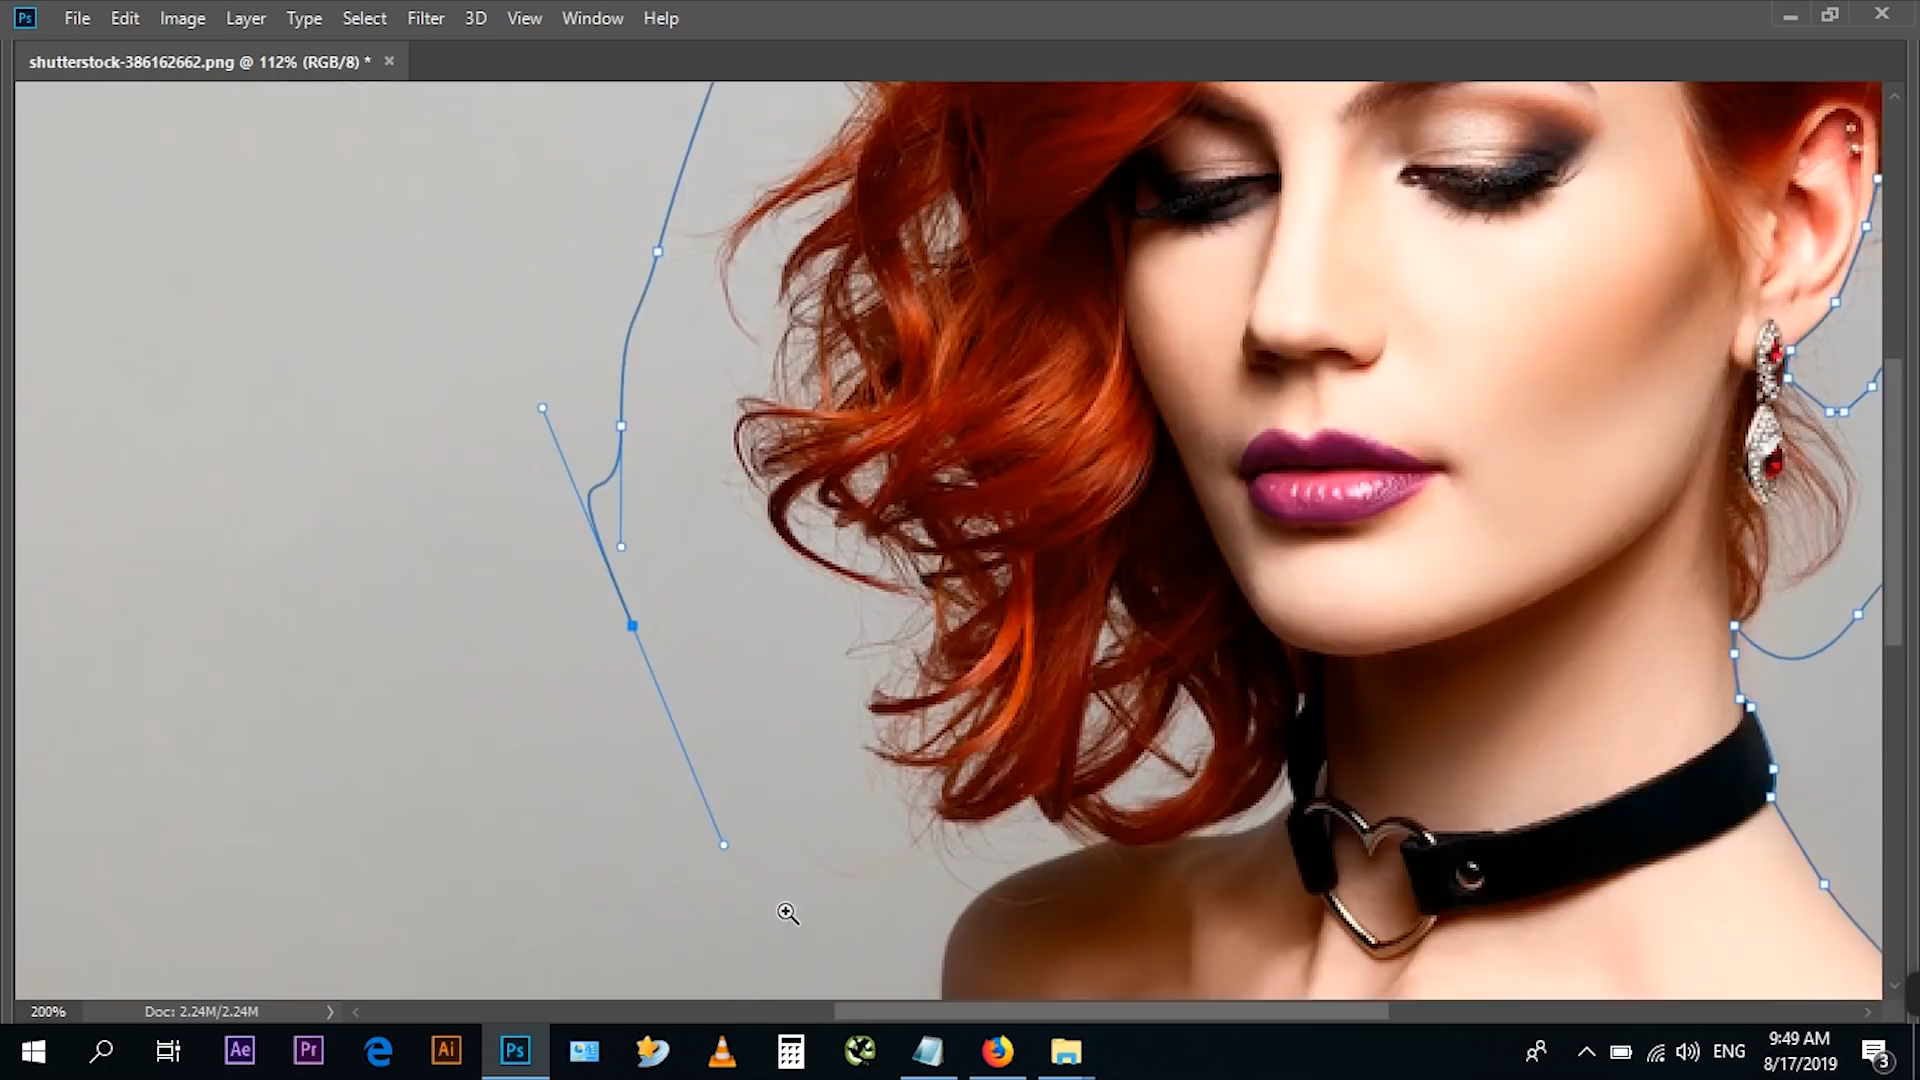 Ps File Edit Image Layer Type Select Filter 3D View Window Help
shutterstock-386162662.png @ 112% (RGB/8) *
200% Doc: 2.24M/2.24M
Ae Pr Ai Ps ENG 9:49 AM
8/17/2019 3